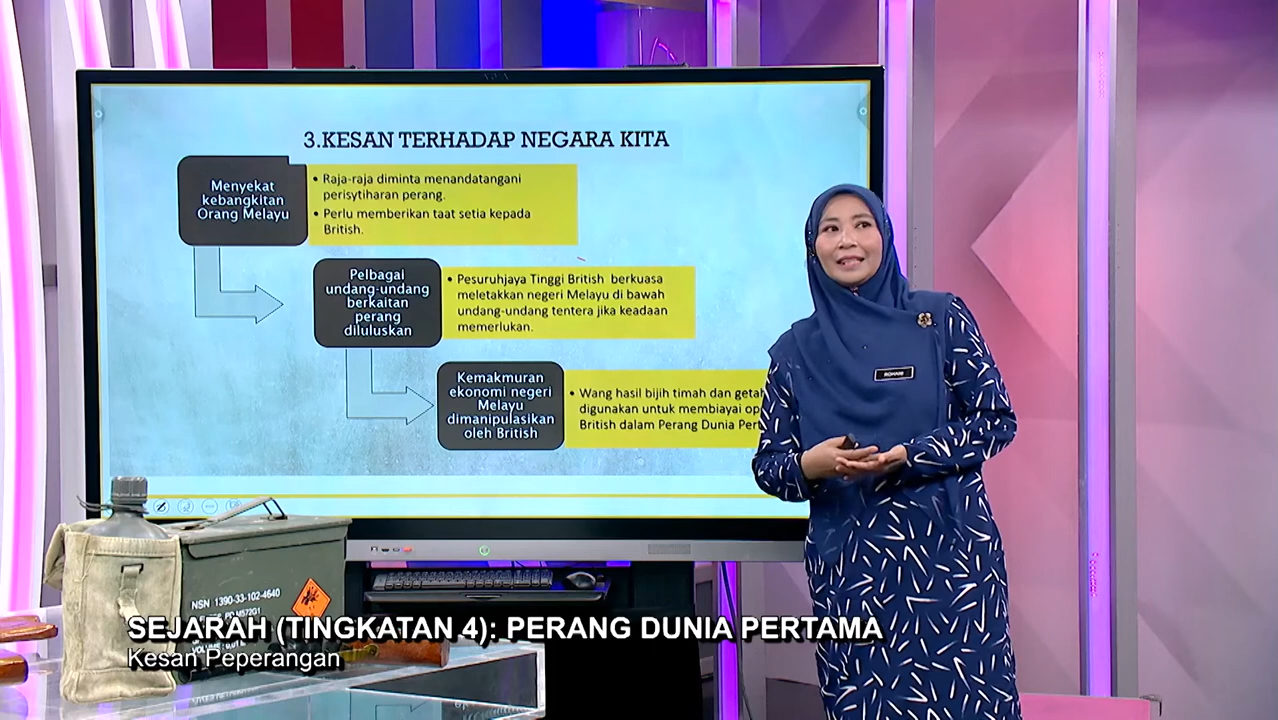 3.KESAN TERHADAP NEGARA KITA
Menyekat
kebangkitan
Orang Melayu
• Raja-raja diminta menandatangani
perisytiharan perang.
• Perlu memberikan taat setia kepada
British.
Pelbagai
undang-undang
berkaitan
perang
diluluskan
• Pesuruhjaya Tinggi British berkuasa
meletakkan negeri Melayu di bawah
undang-undang tentera jika keadaan
memerlukan.
Kemakmuran
ekonomi negeri
Melayu
dimanipulasikan
oleh British
• Wang hasil bijih timah dan getah
digunakan untuk membiayai op
British dalam Perang Dunia Pert
ROHANI
NSN 1390-33-102-4640
SEJARAH (TINGKATAN 4): PERANG DUNIA PERTAMA
Kesan Peperangan